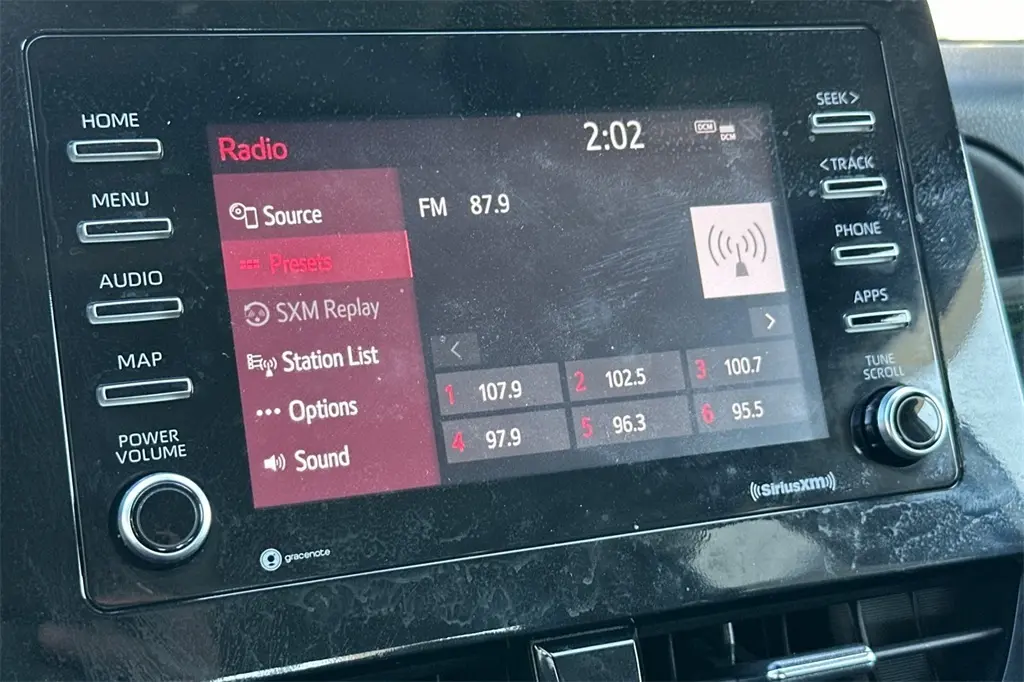 HOME
MENU
AUDIO
MAP
POWER
VOLUME
Radio
2:02
DCM
DCM
Source
Presets
SXM Replay
Station List
Options
Sound
FM 87.9
<
>
1 107.9 2 102.5 3 100.7
4 97.9 5 96.3 6 95.5
SEEK >
< TRACK
PHONE
APPS
TUNE
SCROLL
gracenote
((SiriusXM))